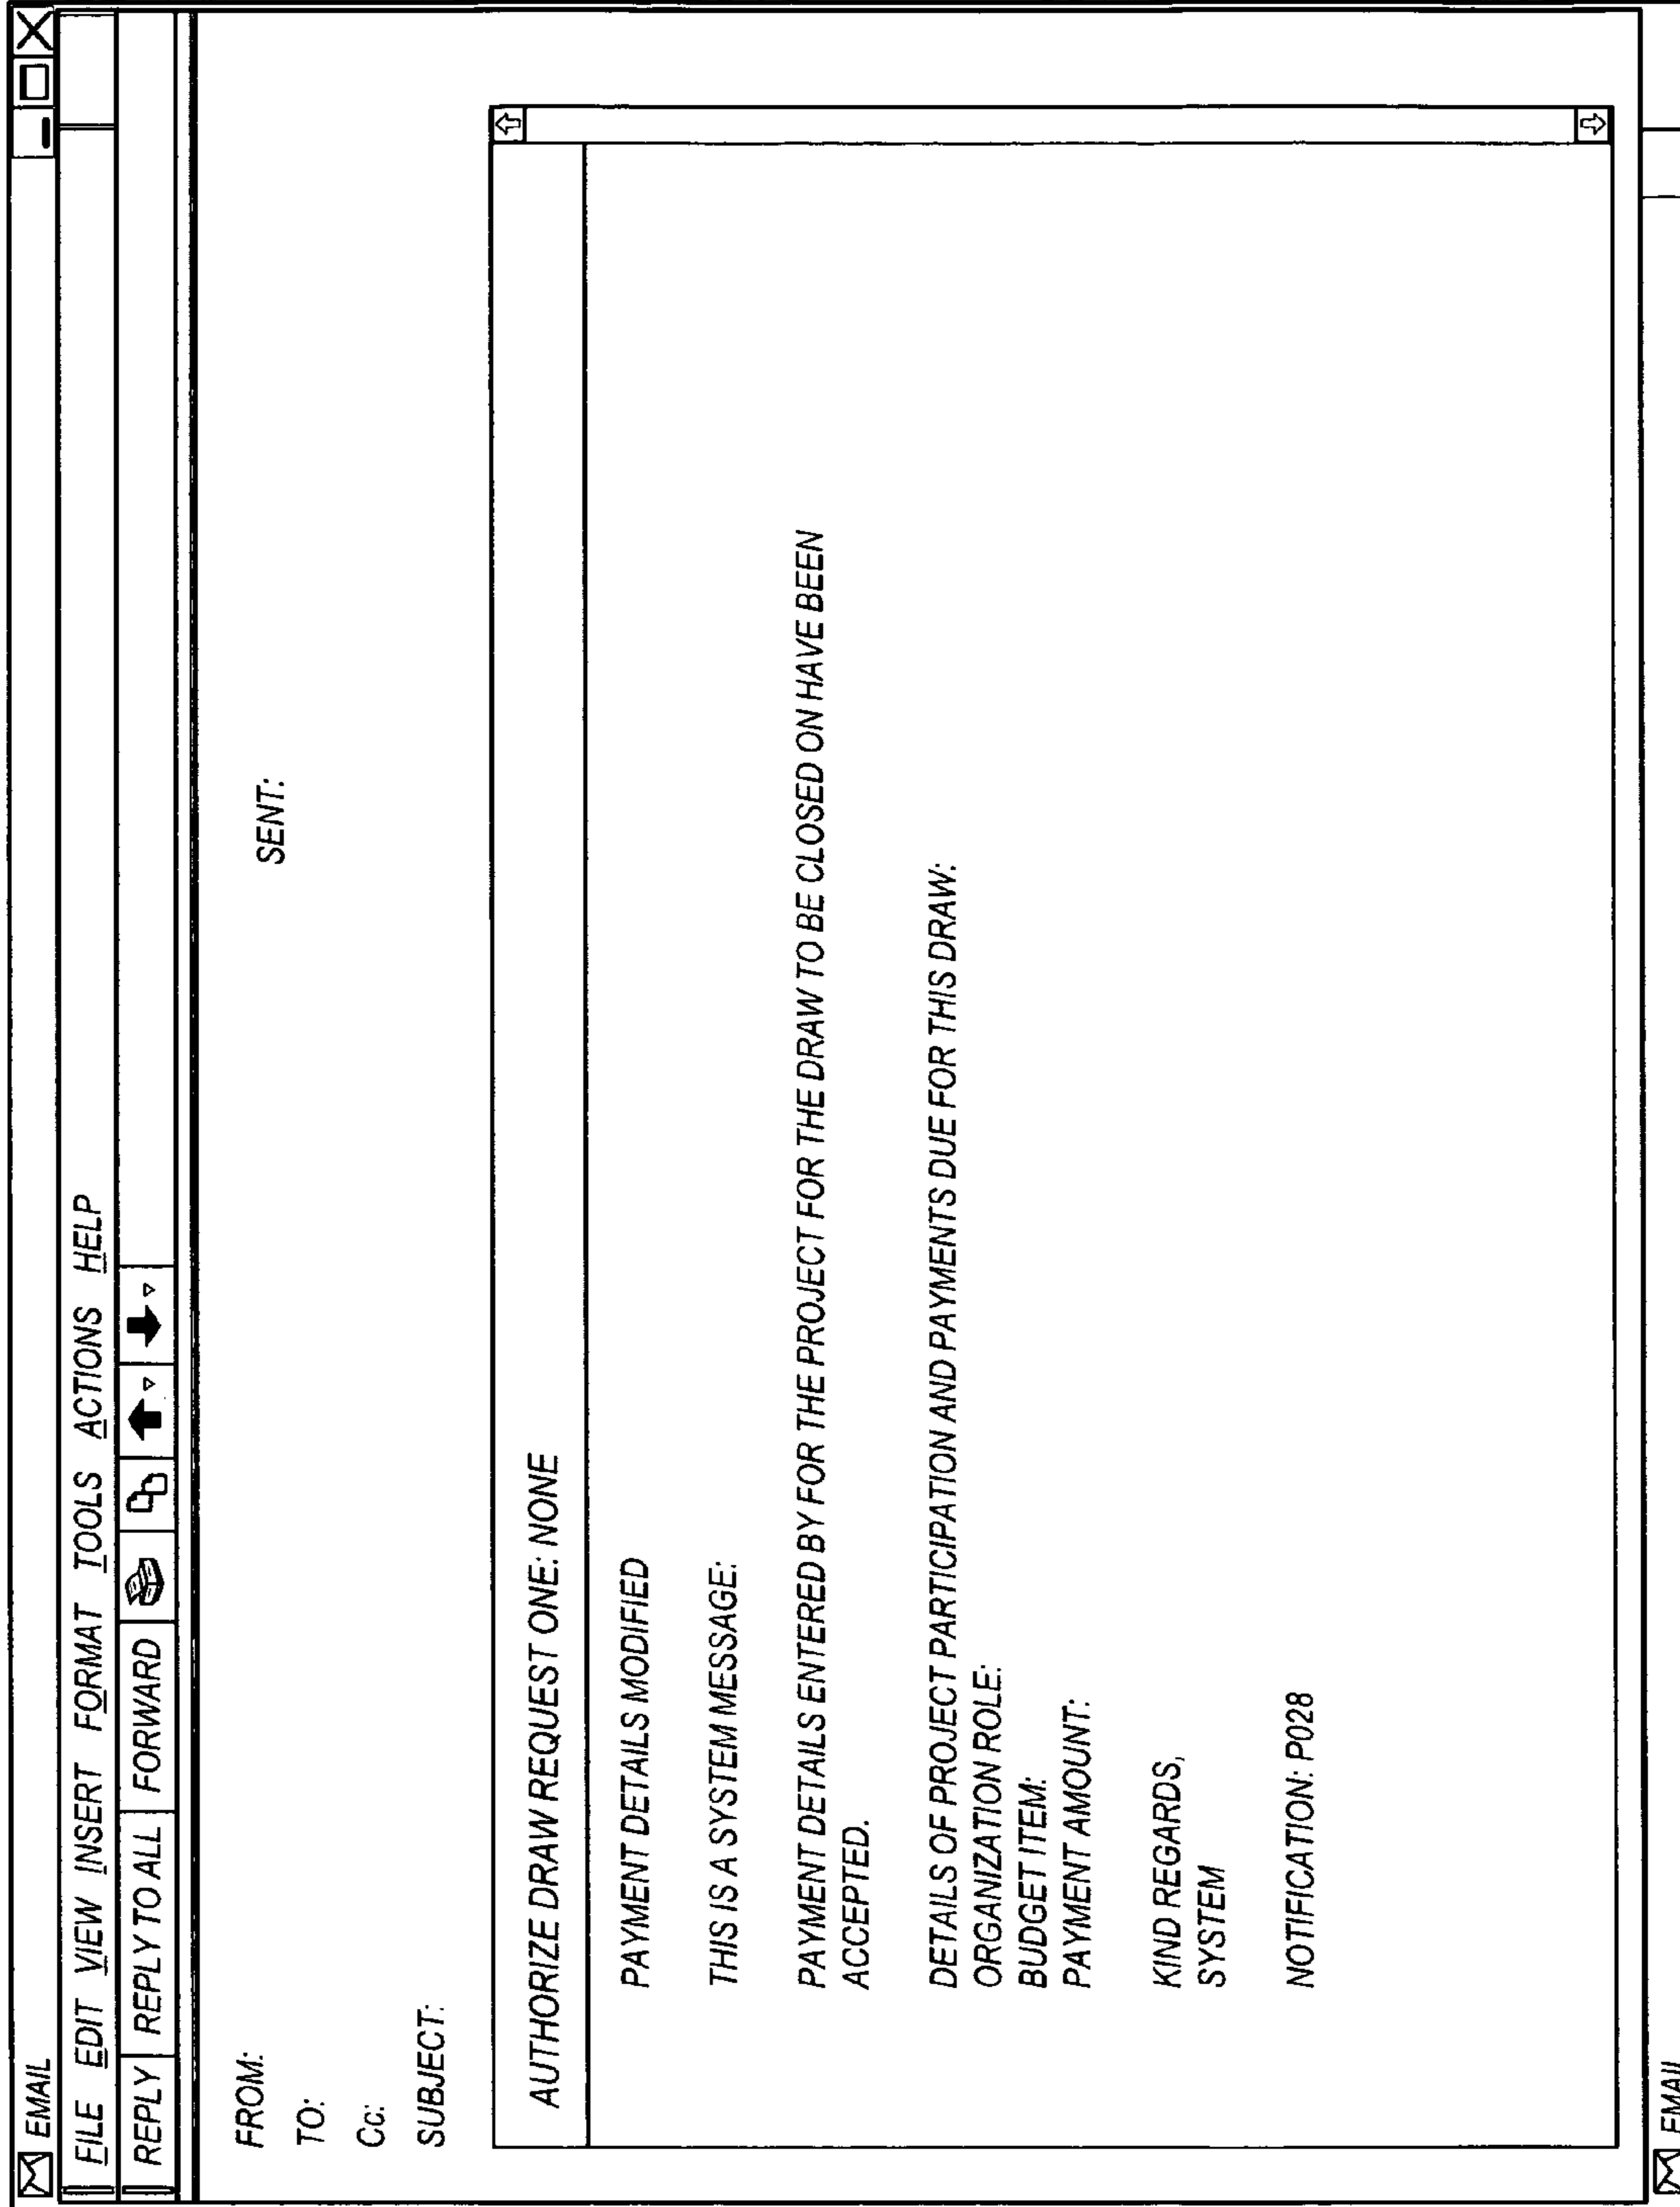 EMAIL
FILE EDIT VIEW INSERT FORMAT TOOLS ACTIONS HELP
REPLY REPLY TO ALL FORWARD
FROM:
SENT:
TO:
Cc:
SUBJECT:
AUTHORIZE DRAW REQUEST ONE: NONE
PAYMENT DETAILS MODIFIED
THIS IS A SYSTEM MESSAGE:
PAYMENT DETAILS ENTERED BY FOR THE PROJECT FOR THE DRAW TO BE CLOSED ON HAVE BEEN
ACCEPTED.
DETAILS OF PROJECT PARTICIPATION AND PAYMENTS DUE FOR THIS DRAW:
ORGANIZATION ROLE:
BUDGET ITEM:
PAYMENT AMOUNT:
KIND REGARDS,
SYSTEM
NOTIFICATION: P028
EMAIL